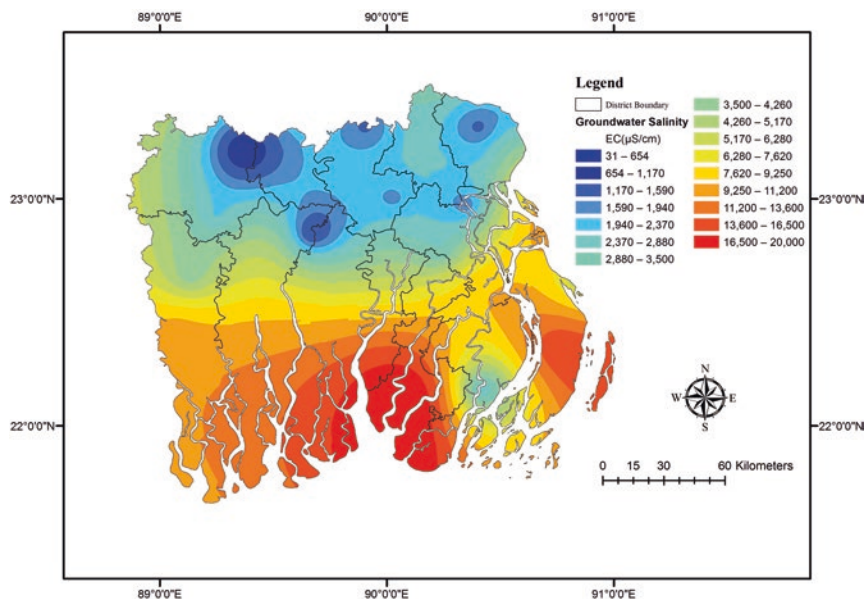 89°0'0"E 90°0'0"E 91°0'0"E
Legend
District Boundary
Groundwater Salinity
EC(µS/cm)
31 – 654
654 – 1,170
1,170 – 1,590
1,590 – 1,940
1,940 – 2,370
2,370 – 2,880
2,880 – 3,500
3,500 – 4,260
4,260 – 5,170
5,170 – 6,280
6,280 – 7,620
7,620 – 9,250
9,250 – 11,200
11,200 – 13,600
13,600 – 16,500
16,500 – 20,000
23°0'0"N 23°0'0"N
N
W E
S
22°0'0"N 22°0'0"N
0 15 30 60 Kilometers
89°0'0"E 90°0'0"E 91°0'0"E